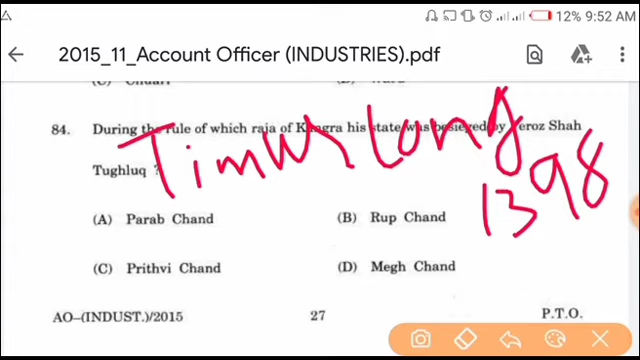 12% 9:52 AM
2015_11_Account Officer (INDUSTRIES).pdf
84. During the rule of which raja of Kangra his state was besieged by Feroz Shah
Tughluq ?
Timur Long
1398
(A) Parab Chand
(B) Rup Chand
(C) Prithvi Chand
(D) Megh Chand
AO–(INDUST.)/2015
27
P.T.O.